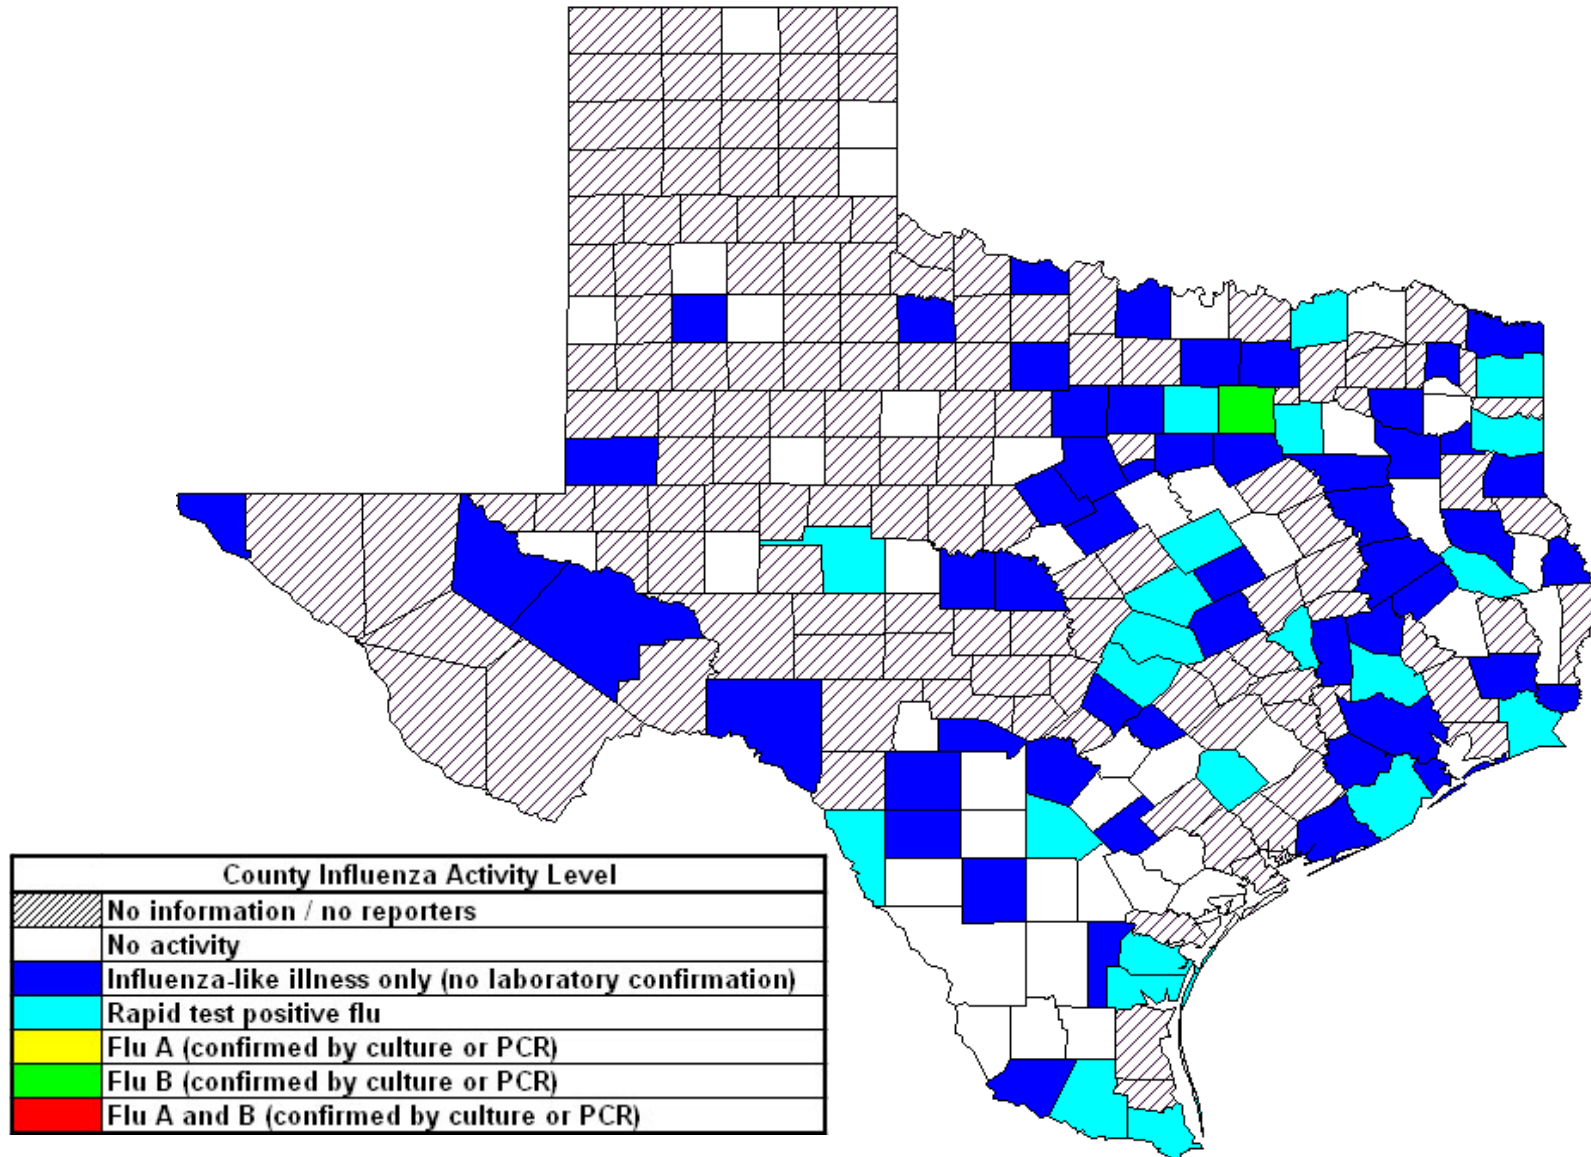 County Influenza Activity Level
No information / no reporters
No activity
Influenza-like illness only (no laboratory confirmation)
Rapid test positive flu
Flu A (confirmed by culture or PCR)
Flu B (confirmed by culture or PCR)
Flu A and B (confirmed by culture or PCR)